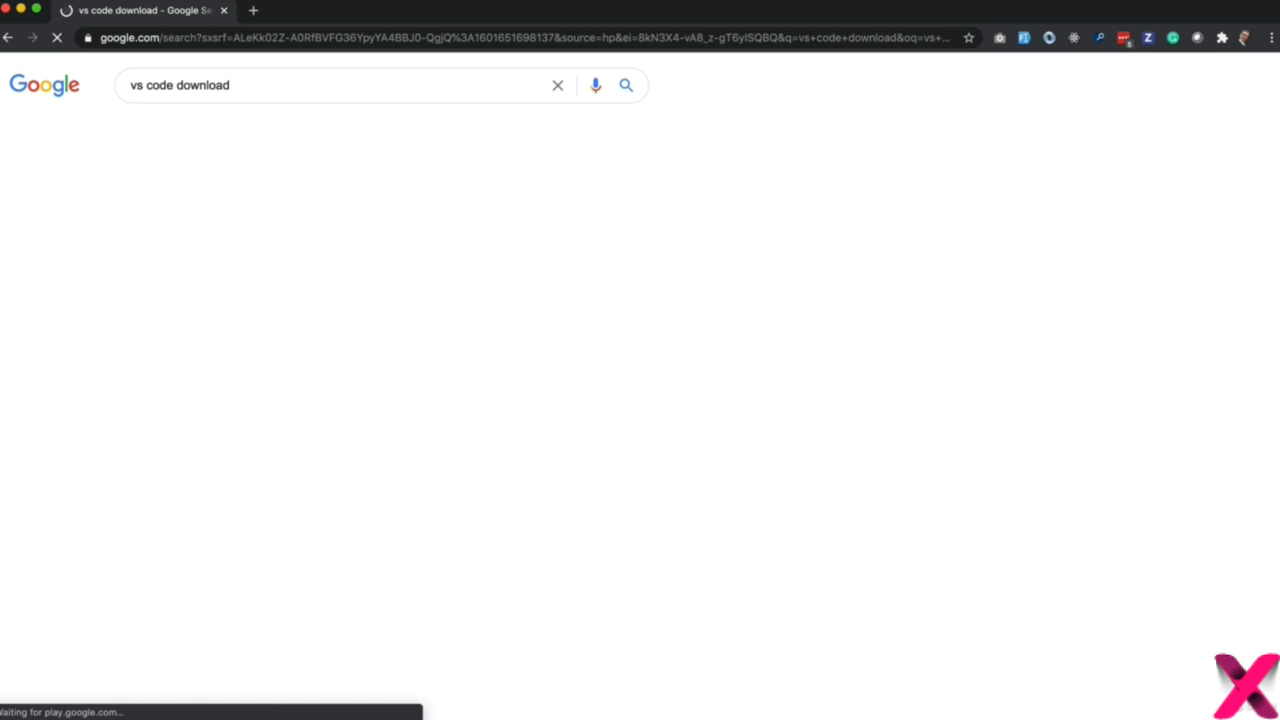 vs code download - Google Se
google.com/search?sxsrf=ALeKk02Z-A0RfBVFG36YpyYA4BBJ0-QgjQ%3A1601651698137&source=hp&ei=8kN3X4-vA8_z-gT6yISQBQ&q=vs+code+download&oq=vs+...
5
Z
Google
vs code download
Waiting for play.google.com...
X